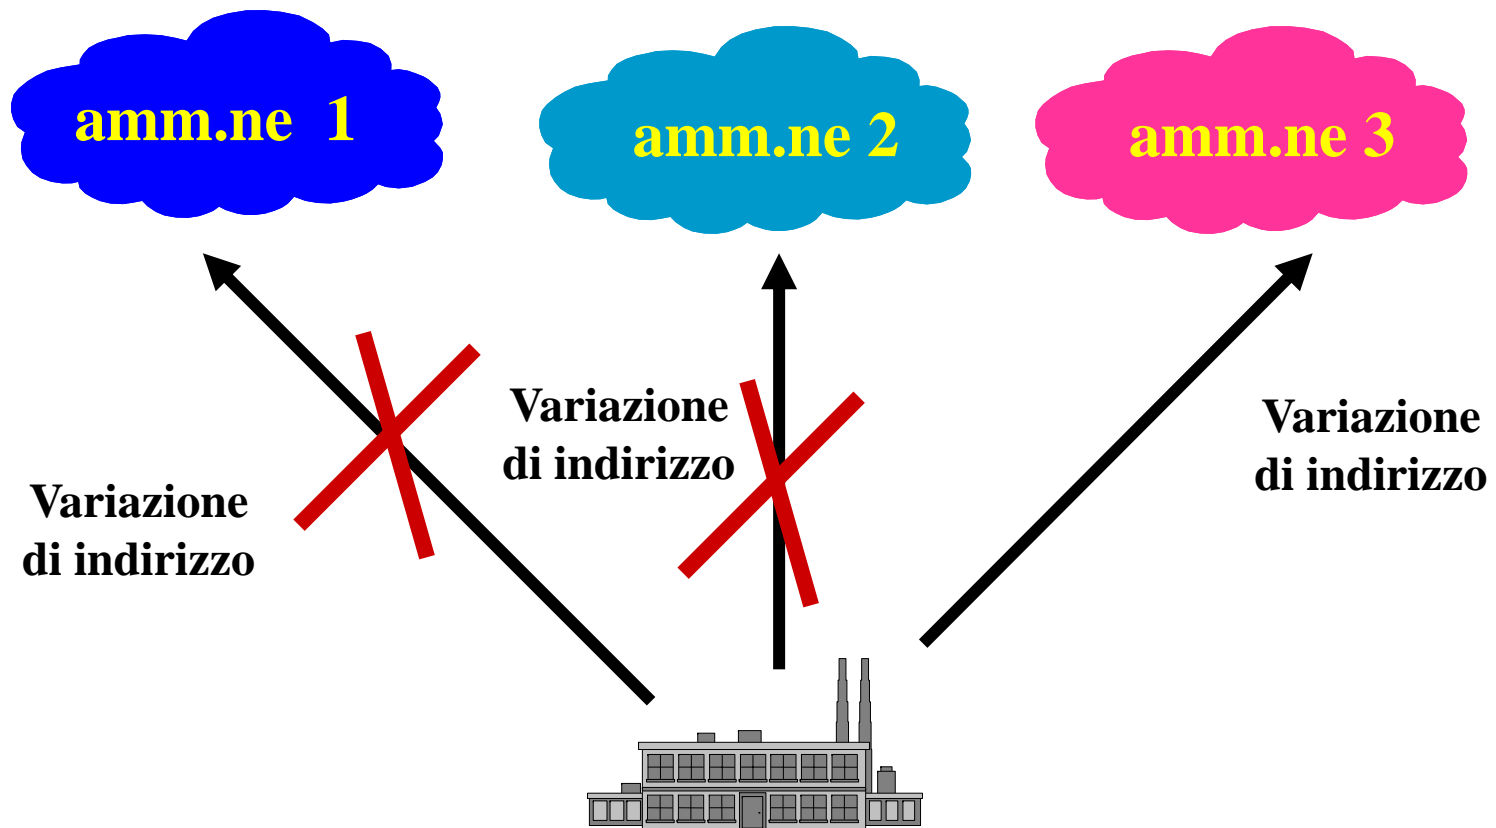 amm.ne 1
amm.ne 2
amm.ne 3
Variazione
di indirizzo
Variazione
di indirizzo
Variazione
di indirizzo